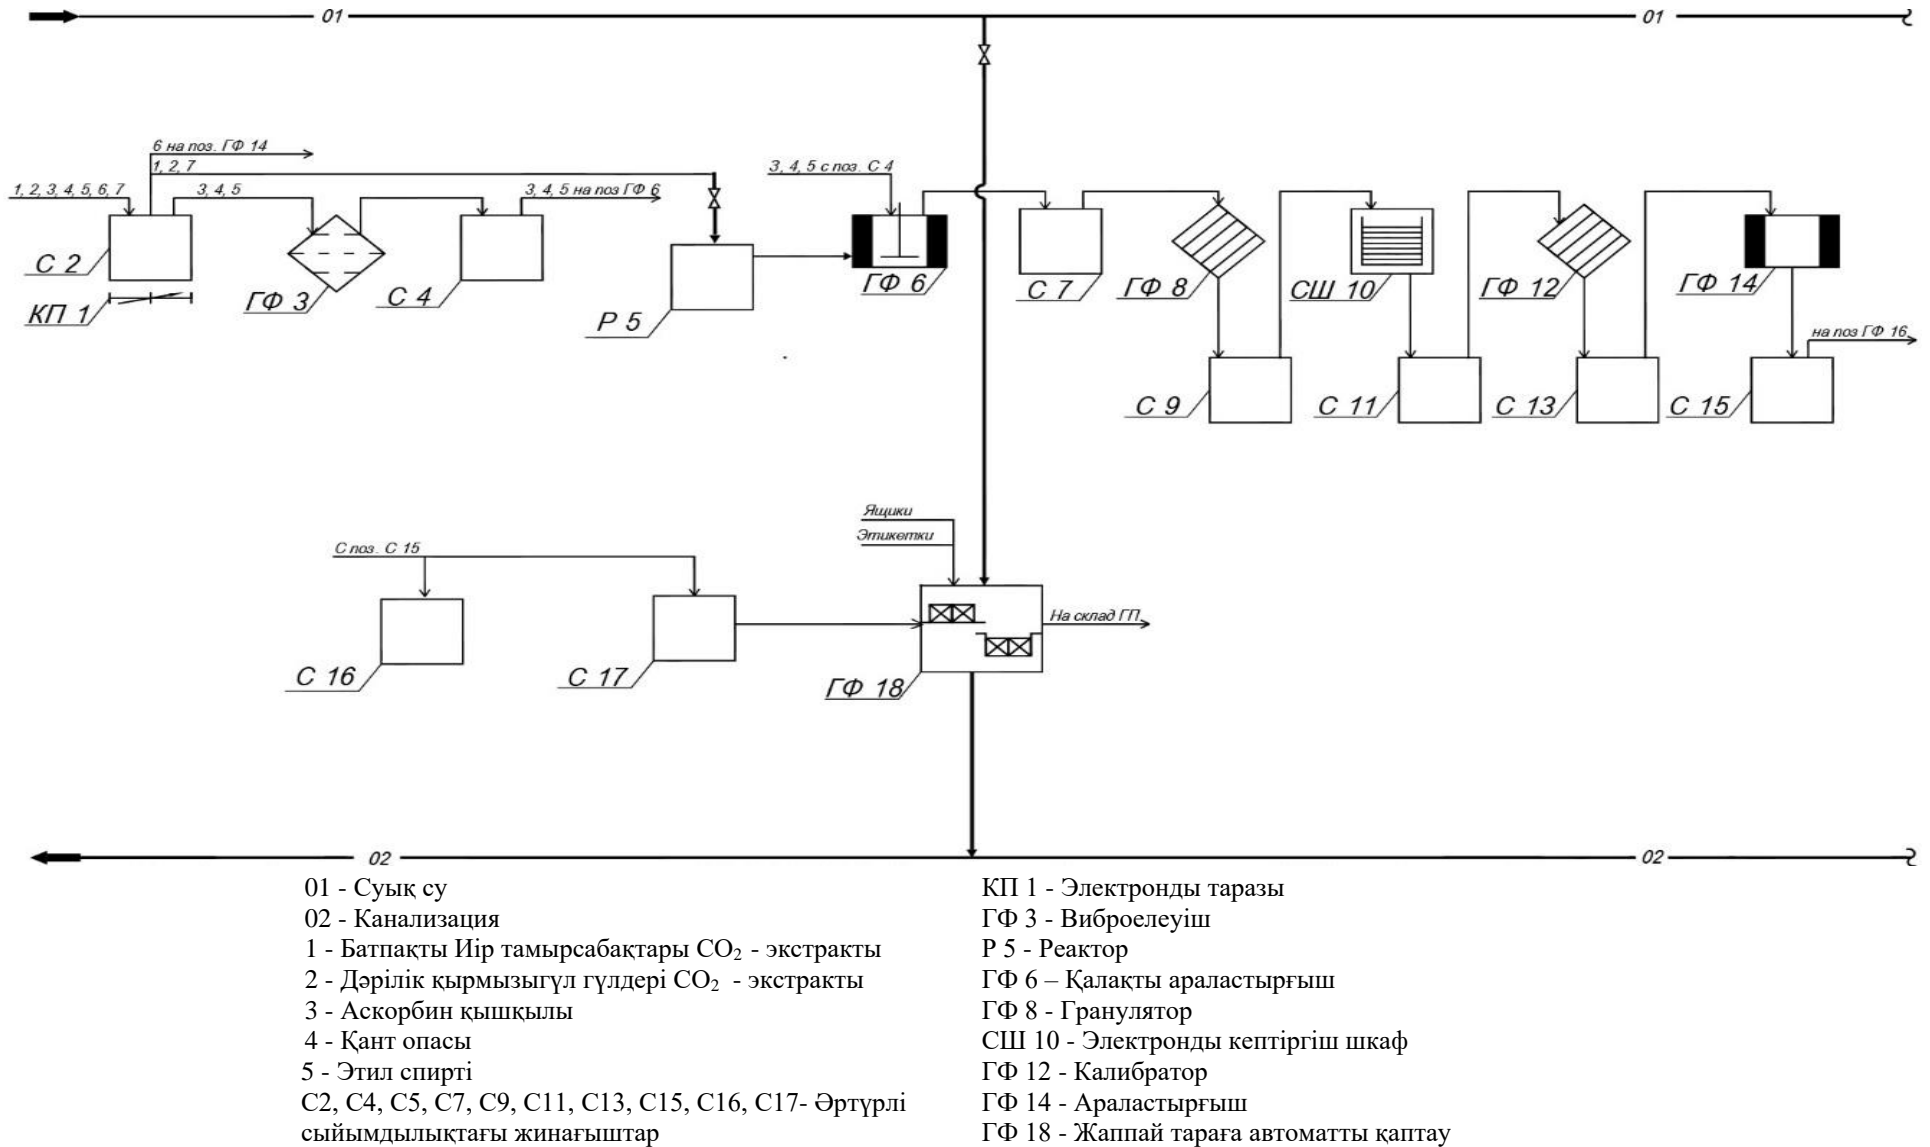 01
01
6 на поз. ГФ 14
1, 2, 7
1, 2, 3, 4, 5, 6, 7
3, 4, 5
3, 4, 5 на поз ГФ 6
3, 4, 5 с поз. С 4
С 2
КП 1
ГФ 3
С 4
Р 5
ГФ 6
С 7
ГФ 8
СШ 10
ГФ 12
ГФ 14
на поз ГФ 16
С 9
С 11
С 13
С 15
Ящики
Этикетки
С поз. С 15
На склад ГП
С 16
С 17
ГФ 18
02
02
01 - Суық су
02 - Канализация
1 - Батпақты Иір тамырсабақтары CO₂ - экстракты
2 - Дәрілік қырмызыгүл гүлдері CO₂ - экстракты
3 - Аскорбин қышқылы
4 - Қант опасы
5 - Этил спирті
С2, С4, С5, С7, С9, С11, С13, С15, С16, С17- Әртүрлі
сыйымдылықтағы жинағыштар
КП 1 - Электронды таразы
ГФ 3 - Виброелеуіш
Р 5 - Реактор
ГФ 6 – Қалақты араластырғыш
ГФ 8 - Гранулятор
СШ 10 - Электронды кептіргіш шкаф
ГФ 12 - Калибратор
ГФ 14 - Араластырғыш
ГФ 18 - Жаппай тараға автоматты қаптау